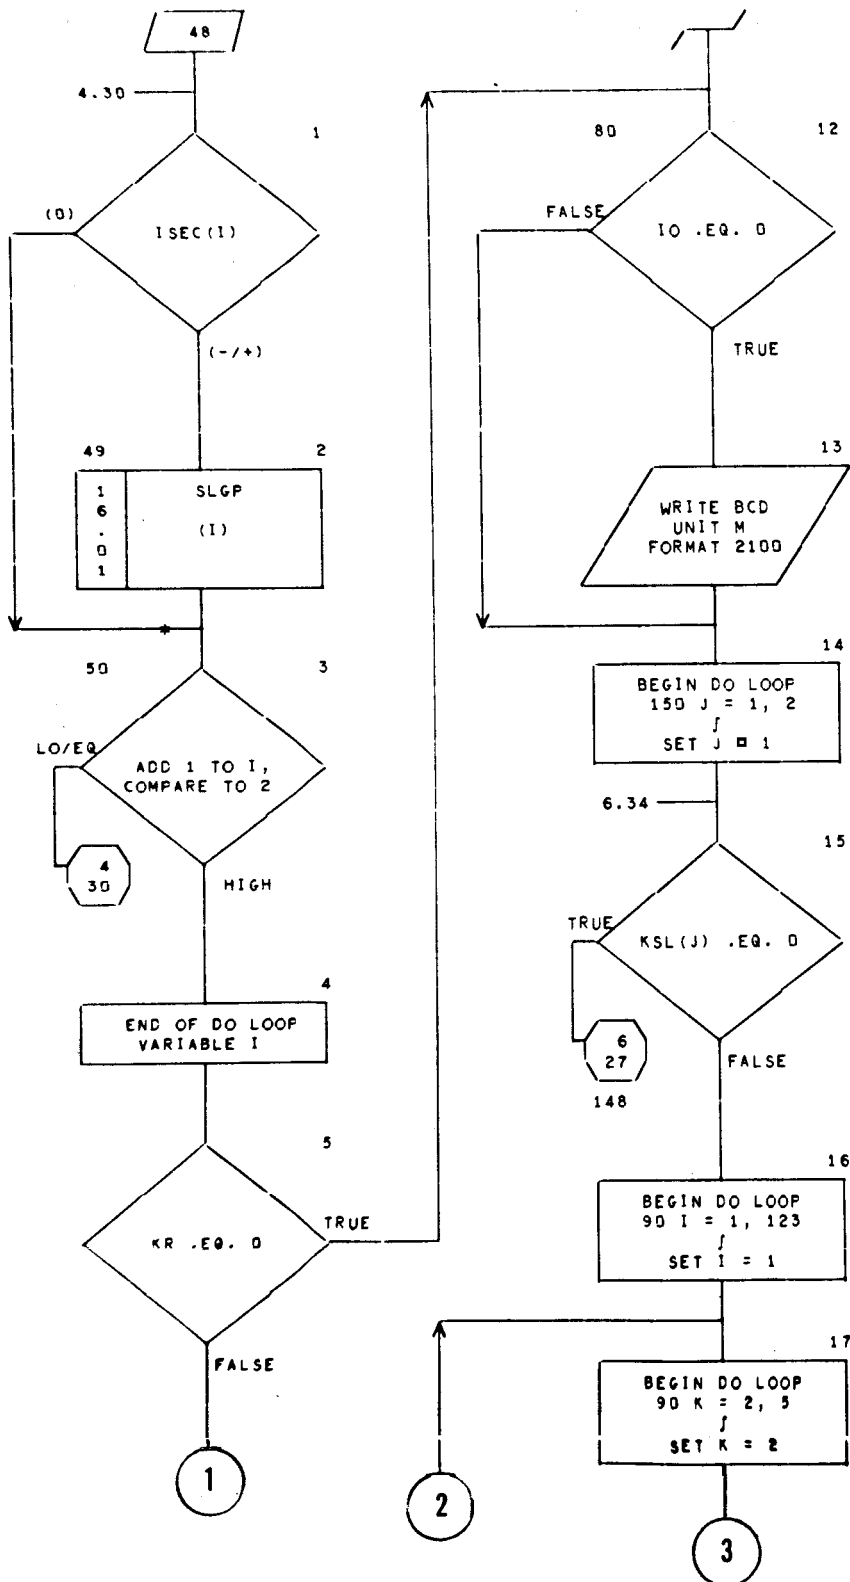 48
4.30
1
(0)
ISEC(I)
(-/+)
49
2
1
6
.
0
1
SLGP
(I)
*
50
3
LO/EQ
ADD 1 TO I,
COMPARE TO 2
4
30
HIGH
4
END OF DO LOOP
VARIABLE I
5
KR .EQ. 0
TRUE
FALSE
1
80
12
FALSE
IO .EQ. 0
TRUE
13
WRITE BCD
UNIT M
FORMAT 2100
14
BEGIN DO LOOP
150 J = 1, 2
∫
SET J = 1
6.34
15
TRUE
KSL(J) .EQ. 0
6
27
148
FALSE
16
BEGIN DO LOOP
90 I = 1, 123
∫
SET I = 1
17
BEGIN DO LOOP
90 K = 2, 5
∫
SET K = 2
2
3